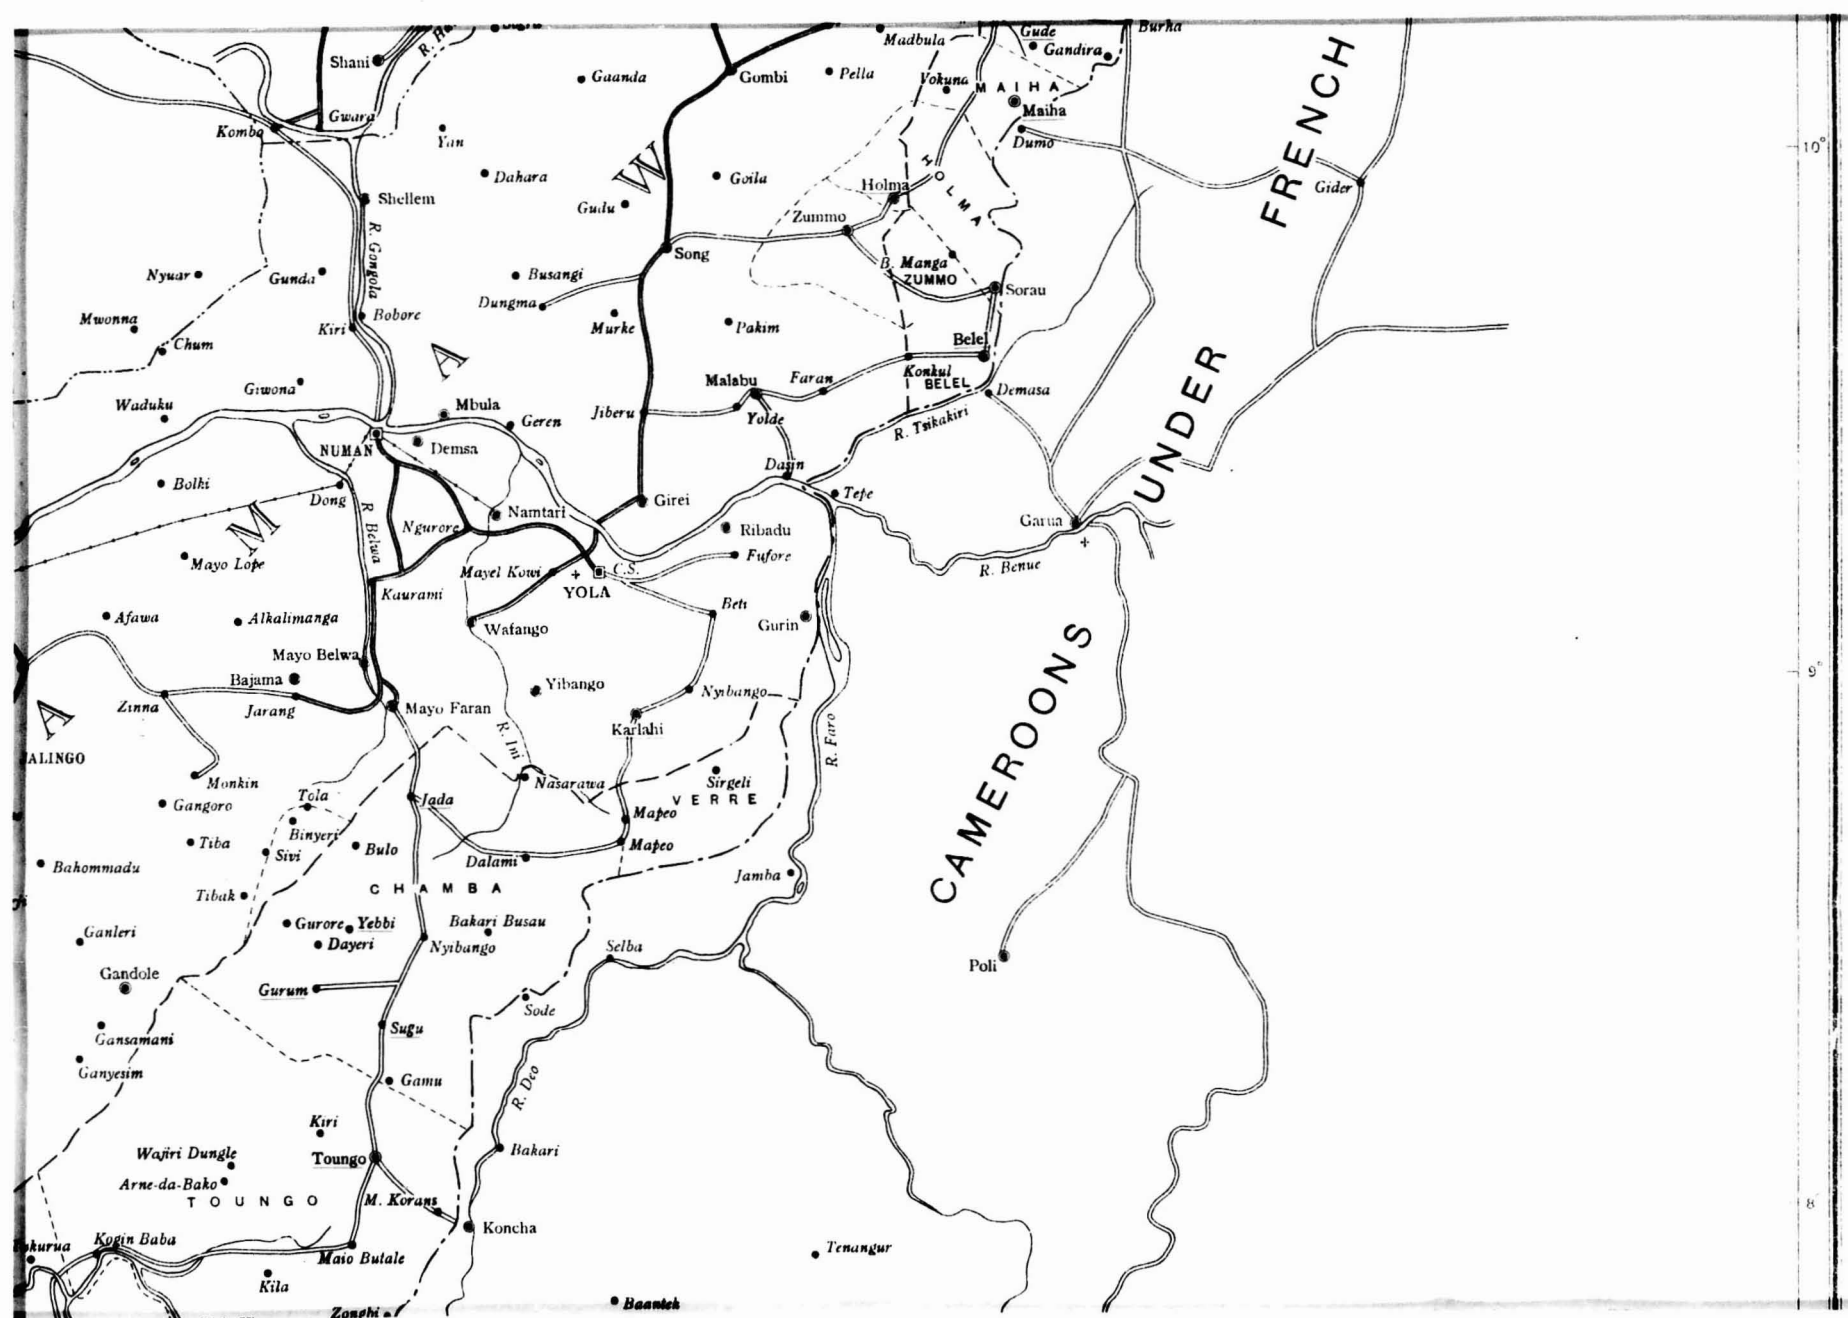 Madbula
Gude
Gandira
Burha
Shani
Gaanda
Gombi
Pella
Vokuna
MAIHA
Maiha
Dumo
Kombo
Gwara
Yan
Dahara
Goila
Gudu
W
Holma
HOLMA
Gider
FRENCH
10°
Shellem
R. Gongola
Zummo
Song
B. Manga
ZUMMO
Sorau
Nyuar
Gunda
Busangi
Dungma
Mwonna
Chum
Kiri
Bobore
Murke
Pakim
Belel
A
Giwona
Malabu
Faran
Konkul
BELEL
Demasa
UNDER
Waduku
Mbula
Geren
Jiberu
Yolde
R. Tsikakiri
NUMAN
Demsa
Dasin
Bolki
Dong
R Belwa
Namtari
Girei
Tepe
M
Ngurore
Ribadu
Garua
Mayo Lope
Mayel Kowi
C.S.
Fufore
R. Benue
YOLA
Kaurami
Beti
Afawa
Alkalimanga
Wafango
Gurin
CAMEROONS
Mayo Belwa
Bajama
Yibango
Nyibango
9°
Zinna
Jarang
Mayo Faran
Karlahi
R. Faro
A
R. Ini
JALINGO
Monkin
Nasarawa
Sirgeli
VERRE
Gangoro
Tola
Jada
Mapeo
Binyeri
Tiba
Sivi
Bulo
Dalami
Mapeo
Bahommadu
CHAMBA
Jamba
Tibak
Gurore
Yebbi
Bakari Busau
Ganleri
Dayeri
Nyibango
Selba
Gandole
Gurum
Poli
Sode
Gansamani
Sugu
Ganyesim
Gamu
R. Deo
Kiri
Wajiri Dungle
Toungo
Bakari
Arne-da-Bako
TOUNGO
M. Korans
Koncha
8°
Kogin Baba
Maio Butale
Tenangur
Kila
Zonghi
Baantek